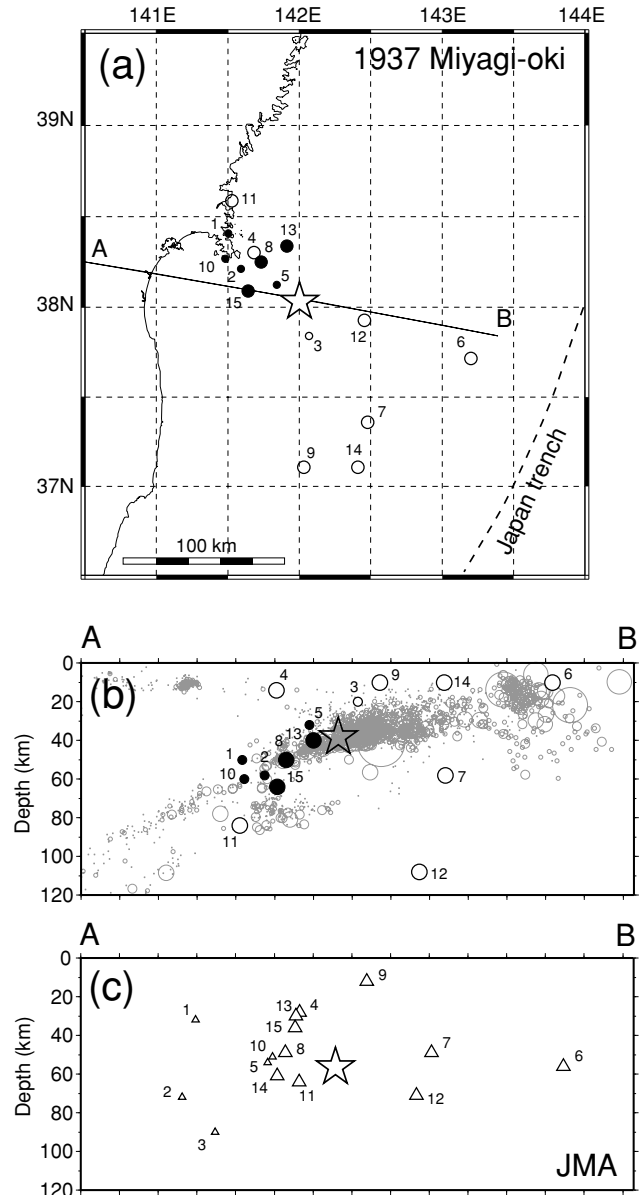 141E 142E 143E 144E
(a) 1937 Miyagi-oki
39N
11
1 4 8 13
A
10 2 5
38N
15
B
3 12 6
7
9 14
37N
Japan trench
100 km
A B
0
(b) 4 3 9 14 6
20
5
13
40
8
1 2
60
10 15 7
80
11
100
12
120
Depth (km)
A B
0
(c) 9
20
1 13 4
15
40
10 8 7
5 6
60
14 11
2 12
80
3
100
JMA
120
Depth (km)